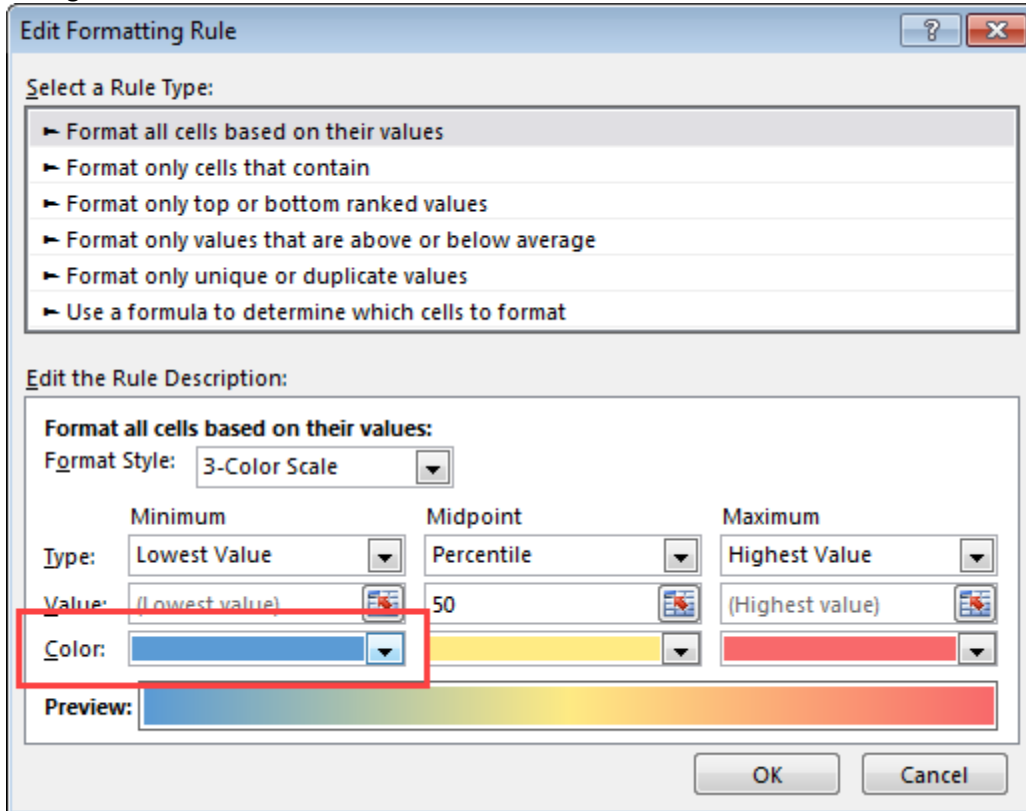 Edit Formatting Rule
?
Select a Rule Type:
► Format all cells based on their values
► Format only cells that contain
► Format only top or bottom ranked values
► Format only values that are above or below average
► Format only unique or duplicate values
► Use a formula to determine which cells to format
Edit the Rule Description:
Format all cells based on their values:
Format Style: 3-Color Scale
Minimum Midpoint Maximum
Type: Lowest Value Percentile Highest Value
Value: (Lowest value) 50 (Highest value)
Color:
Preview:
OK Cancel